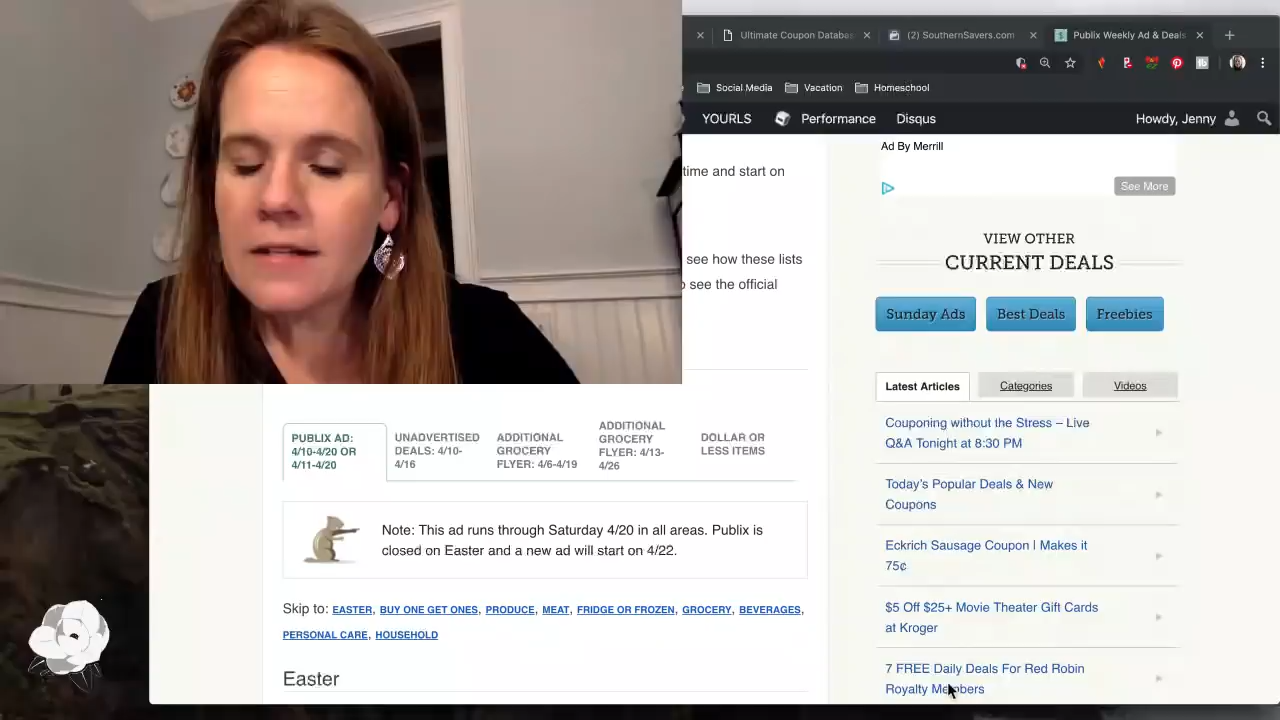 Ultimate Coupon Databas
(2) SouthernSavers.com
Publix Weekly Ad & Deals
Social Media
Vacation
Homeschool
YOURLS
Performance
Disqus
Howdy, Jenny
time and start on
see how these lists
see the official
Ad By Merrill
See More
VIEW OTHER
CURRENT DEALS
Sunday Ads
Best Deals
Freebies
Latest Articles
Categories
Videos
Couponing without the Stress – Live
Q&A Tonight at 8:30 PM
Today's Popular Deals & New
Coupons
Eckrich Sausage Coupon | Makes it
75¢
$5 Off $25+ Movie Theater Gift Cards
at Kroger
7 FREE Daily Deals For Red Robin
Royalty Members
PUBLIX AD:
4/10-4/20 OR
4/11-4/20
UNADVERTISED
DEALS: 4/10-
4/16
ADDITIONAL
GROCERY
FLYER: 4/6-4/19
ADDITIONAL
GROCERY
FLYER: 4/13-
4/26
DOLLAR OR
LESS ITEMS
Note: This ad runs through Saturday 4/20 in all areas. Publix is
closed on Easter and a new ad will start on 4/22.
Skip to: EASTER, BUY ONE GET ONES, PRODUCE, MEAT, FRIDGE OR FROZEN, GROCERY, BEVERAGES,
PERSONAL CARE, HOUSEHOLD
Easter